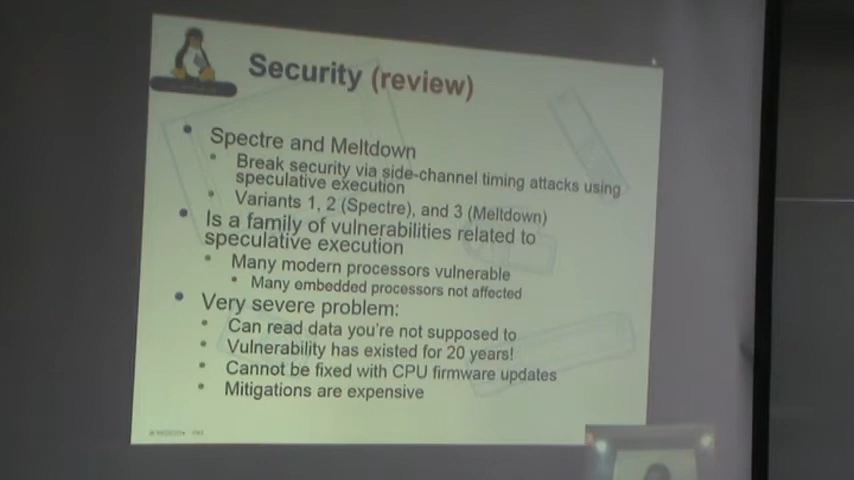 Security (review)
Spectre and Meltdown
Break security via side-channel timing attacks using
speculative execution
Variants 1, 2 (Spectre), and 3 (Meltdown)
Is a family of vulnerabilities related to
speculative execution
Many modern processors vulnerable
Many embedded processors not affected
Very severe problem:
Can read data you're not supposed to
Vulnerability has existed for 20 years!
Cannot be fixed with CPU firmware updates
Mitigations are expensive